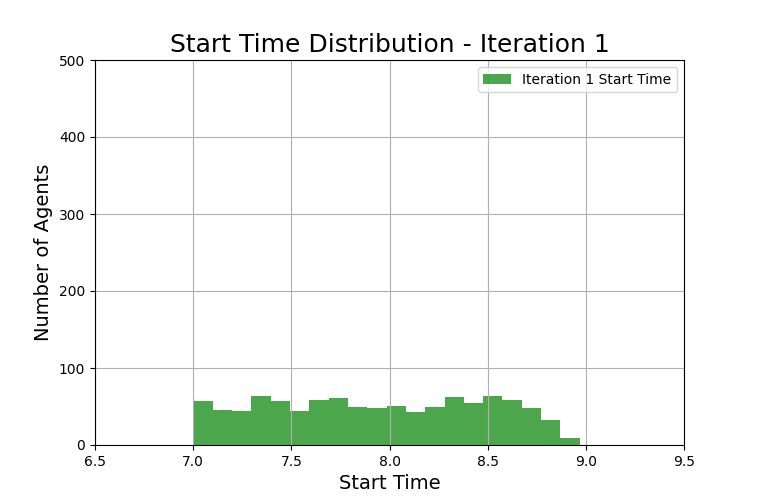 Start Time Distribution - Iteration 1
Iteration 1 Start Time
Number of Agents
500
400
300
200
100
0
6.5 7.0 7.5 8.0 8.5 9.0 9.5
Start Time